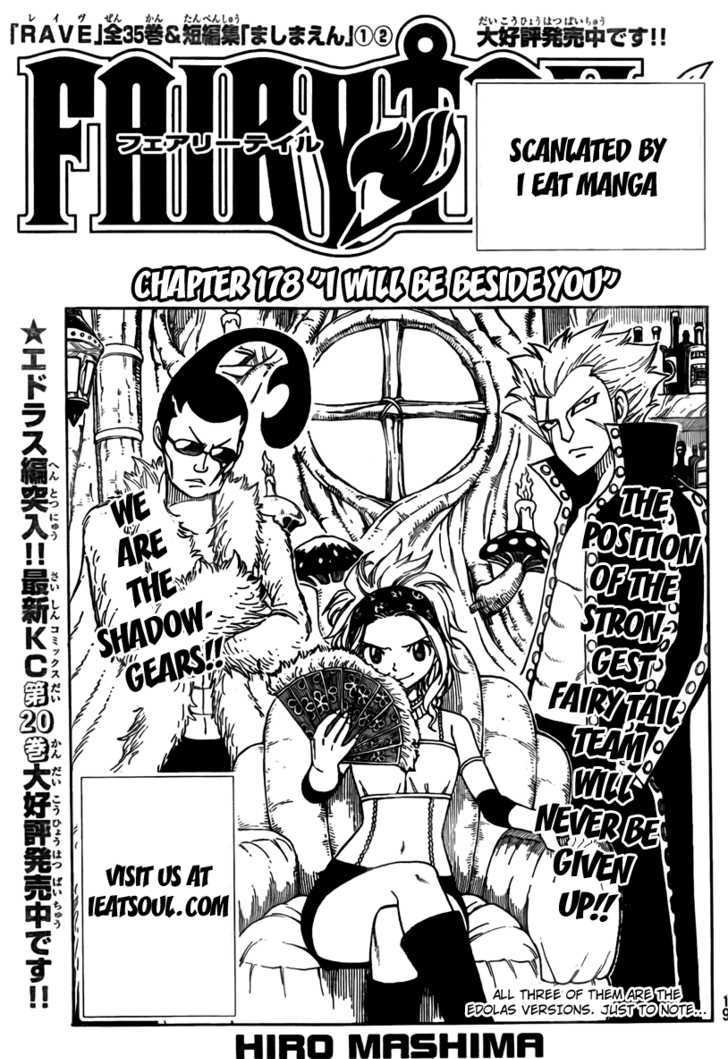 「RAVE」全35巻&短編集「ましまえん」①② 大好評発売中です!!
FAIRY TAIL
フェアリーテイル
SCANLATED BY
I EAT MANGA
CHAPTER 178 "I WILL BE BESIDE YOU"
★エドラス編突入!!最新KC第20巻大好評発売中です!!
WE
ARE
THE
SHADOW-
GEARS!!
THE
POSITION
OF THE
STRON-
GEST
FAIRY TAIL
TEAM
WILL
NEVER BE
GIVEN
UP!!
VISIT US AT
IEATSOUL.COM
ALL THREE OF THEM ARE THE
EDOLAS VERSIONS. JUST TO NOTE...
HIRO MASHIMA